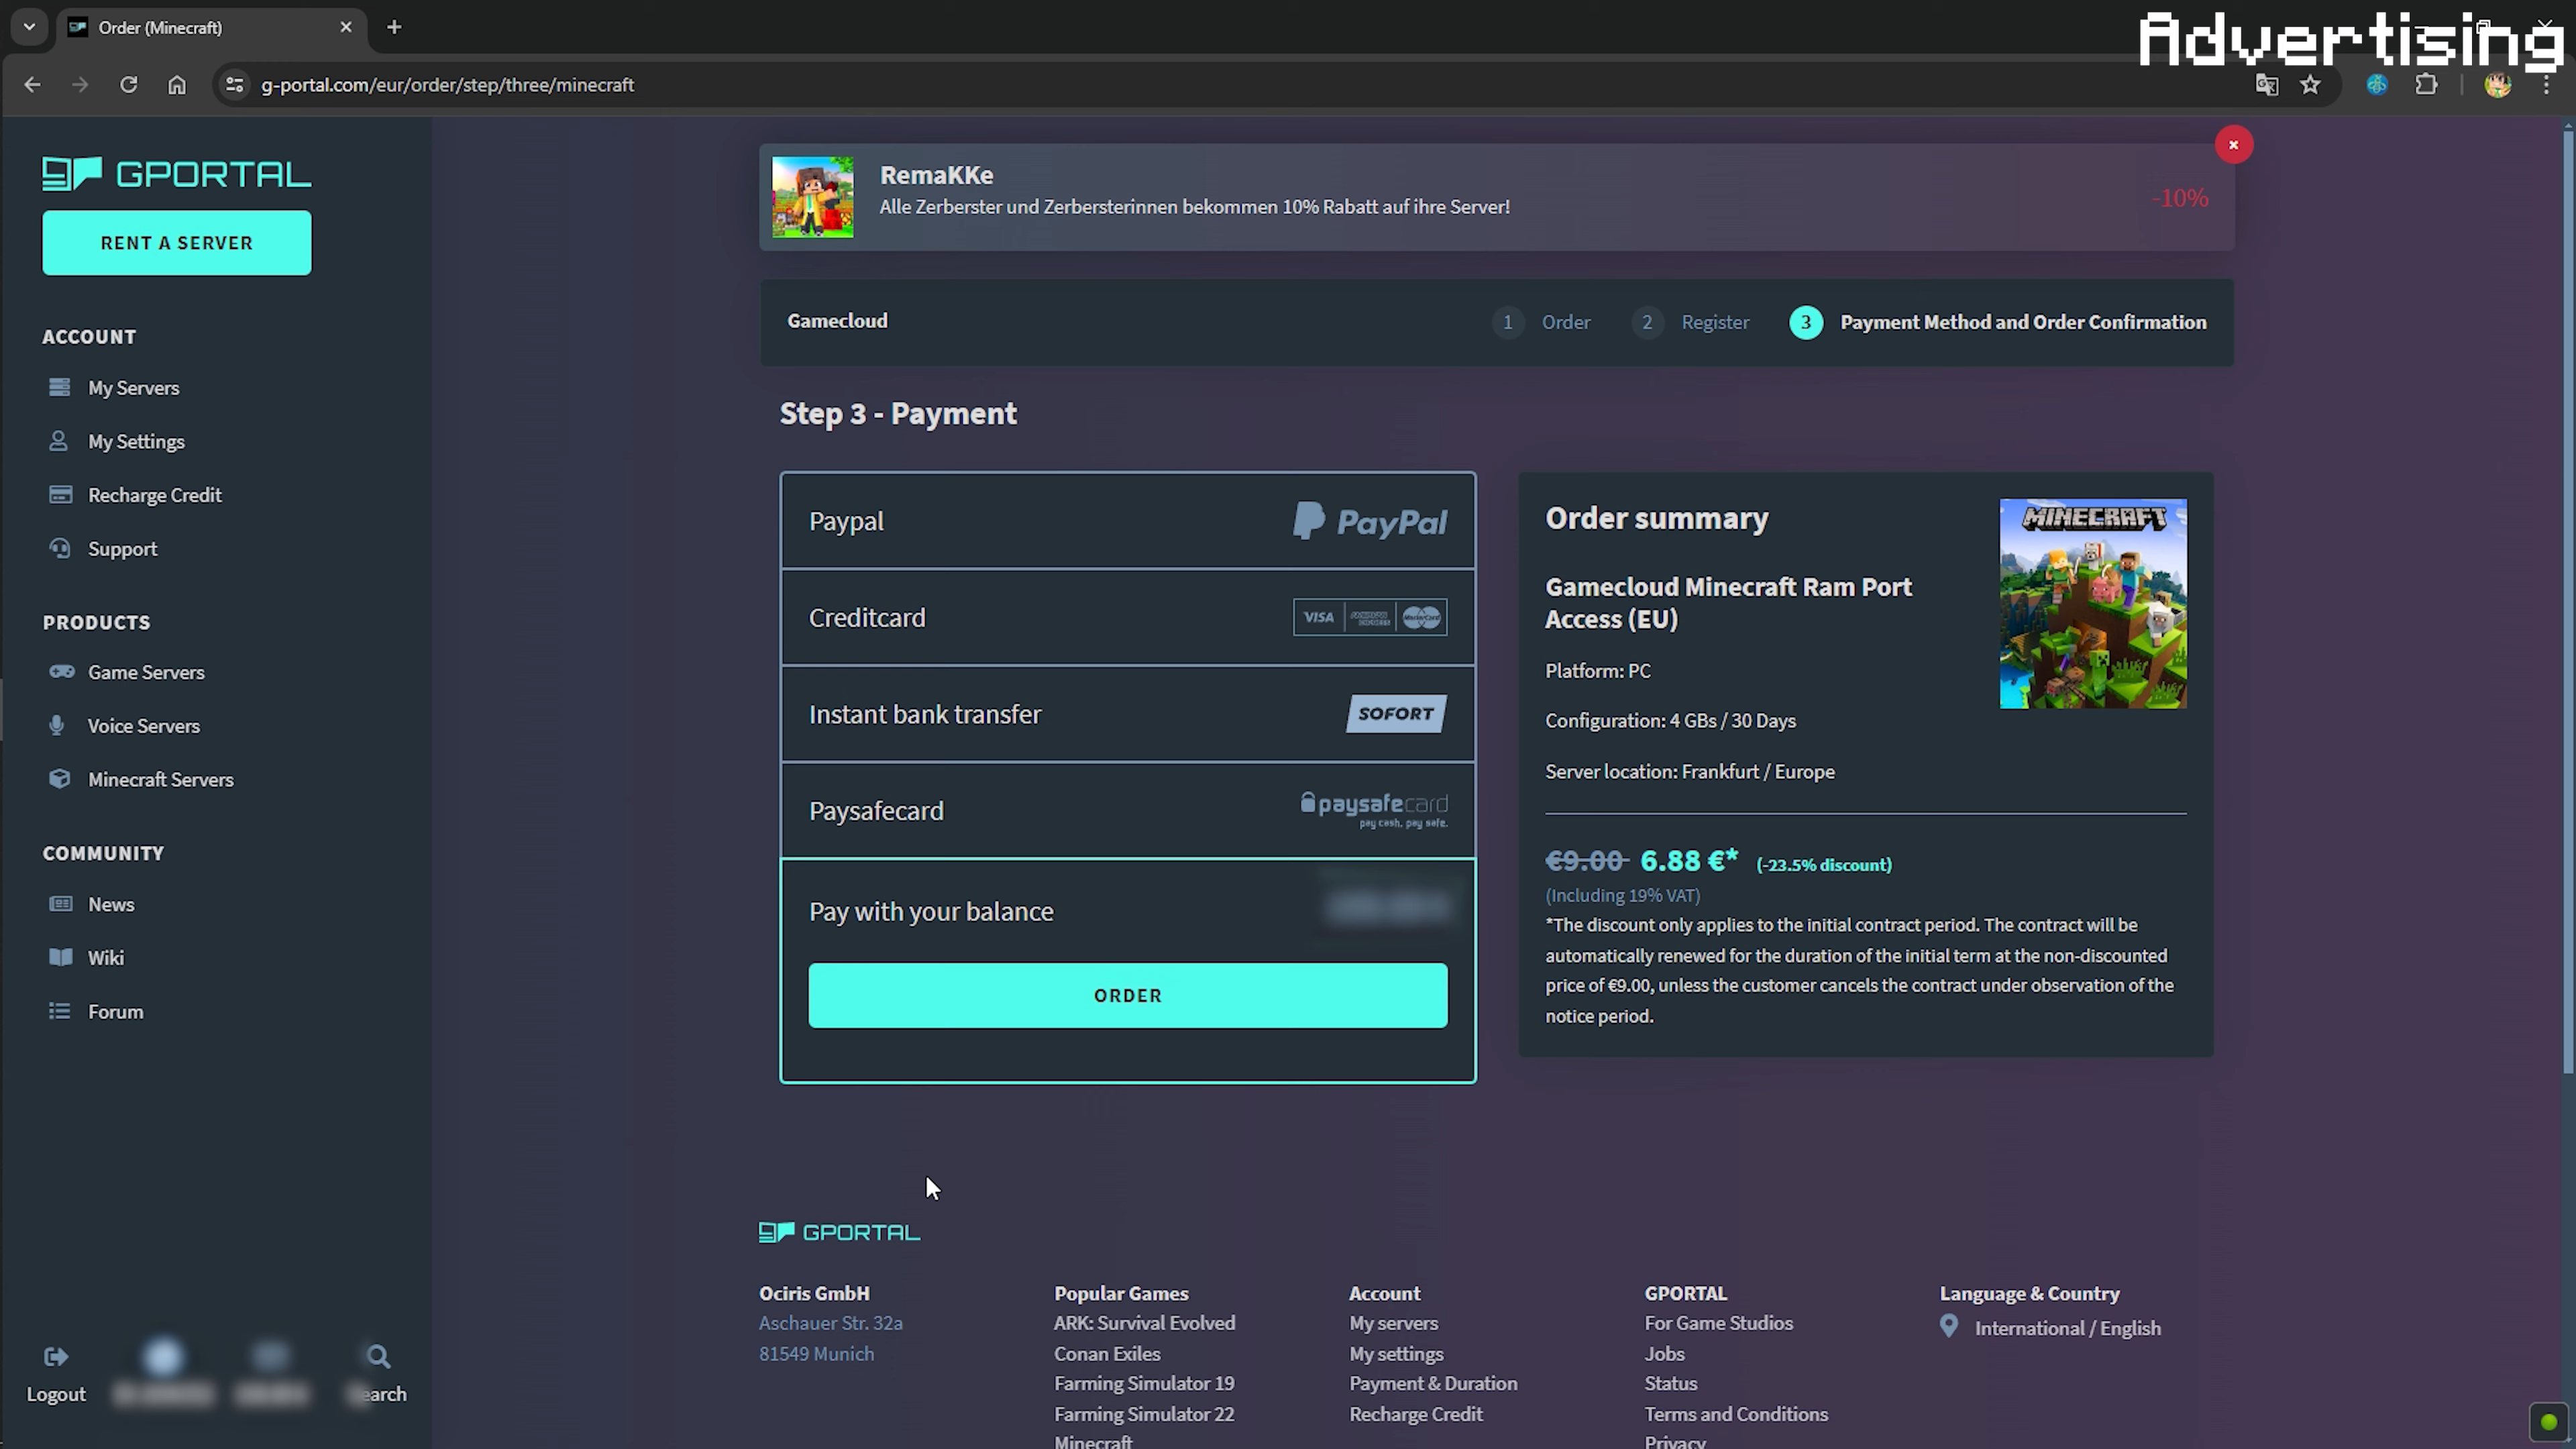 Order (Minecraft)
Advertising
g-portal.com/eur/order/step/three/minecraft
GPORTAL
RENT A SERVER
ACCOUNT
My Servers
My Settings
Recharge Credit
Support
PRODUCTS
Game Servers
Voice Servers
Minecraft Servers
COMMUNITY
News
Wiki
Forum
Logout
RemaKKe
Alle Zerberster und Zerbersterinnen bekommen 10% Rabatt auf ihre Server!
-10%
Gamecloud
1 Order
2 Register
3 Payment Method and Order Confirmation
Step 3 - Payment
Paypal
PayPal
Creditcard
VISA
MasterCard
Instant bank transfer
SOFORT
Paysafecard
paysafecard
pay cash. pay safe.
Pay with your balance
ORDER
Order summary
MINECRAFT
Gamecloud Minecraft Ram Port
Access (EU)
Platform: PC
Configuration: 4 GBs / 30 Days
Server location: Frankfurt / Europe
€9.00 6.88 €* (-23.5% discount)
(Including 19% VAT)
*The discount only applies to the initial contract period. The contract will be
automatically renewed for the duration of the initial term at the non-discounted
price of €9.00, unless the customer cancels the contract under observation of the
notice period.
GPORTAL
Ociris GmbH
Aschauer Str. 32a
81549 Munich
Popular Games
ARK: Survival Evolved
Conan Exiles
Farming Simulator 19
Farming Simulator 22
Minecraft
Account
My servers
My settings
Payment & Duration
Recharge Credit
GPORTAL
For Game Studios
Jobs
Status
Terms and Conditions
Privacy
Language & Country
International / English